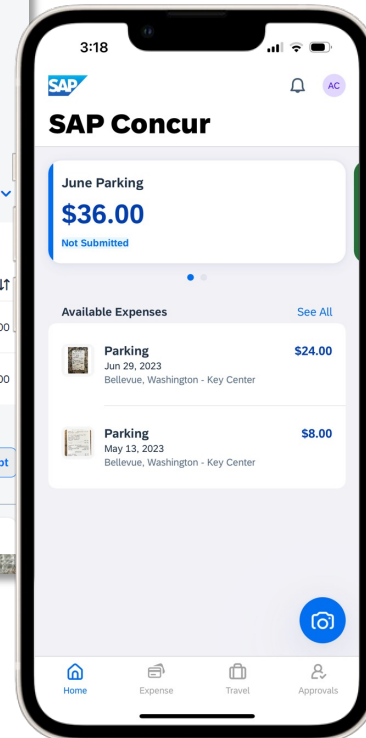 3:18
SAP
AC
SAP Concur
June Parking
$36.00
Not Submitted
Available Expenses
See All
Parking
$24.00
Jun 29, 2023
Bellevue, Washington - Key Center
Parking
$8.00
May 13, 2023
Bellevue, Washington - Key Center
Home
Expense
Travel
Approvals